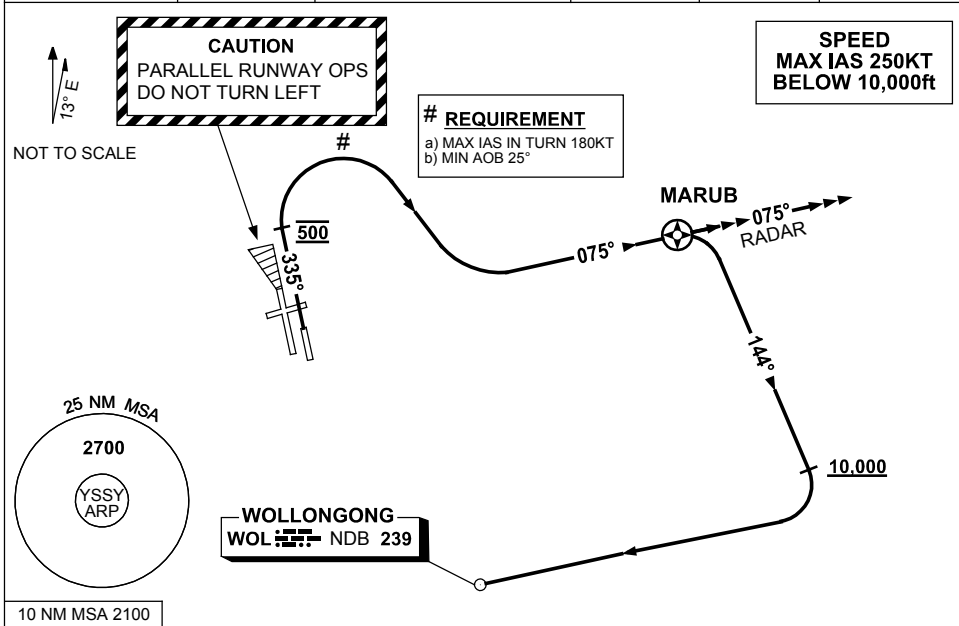 CAUTION
PARALLEL RUNWAY OPS
DO NOT TURN LEFT
SPEED
MAX IAS 250KT
BELOW 10,000ft
13° E
NOT TO SCALE
# REQUIREMENT
a) MAX IAS IN TURN 180KT
b) MIN AOB 25°
#
500
335°
075°
MARUB
075°
RADAR
144°
10,000
25 NM MSA
2700
YSSY
ARP
10 NM MSA 2100
WOLLONGONG
WOL NDB 239